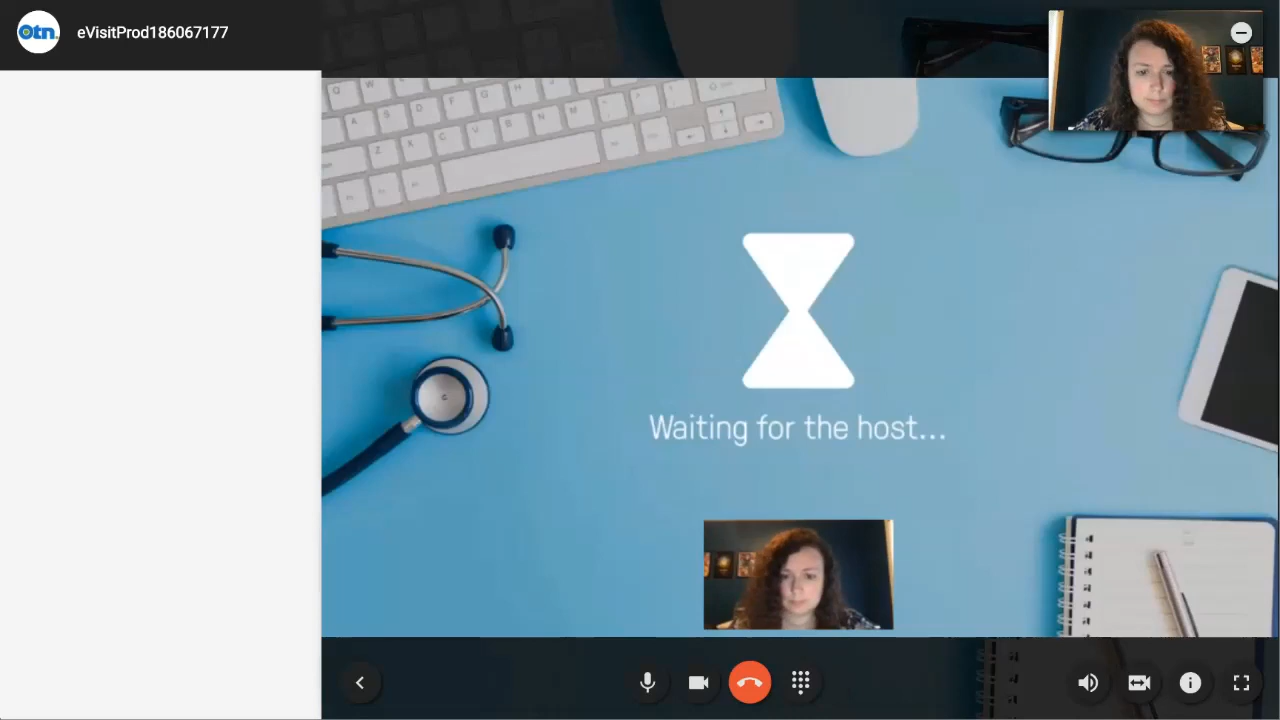 otn.
eVisitProd186067177
Q W
A S D F G H
Z X C V B N M
Waiting for the host...